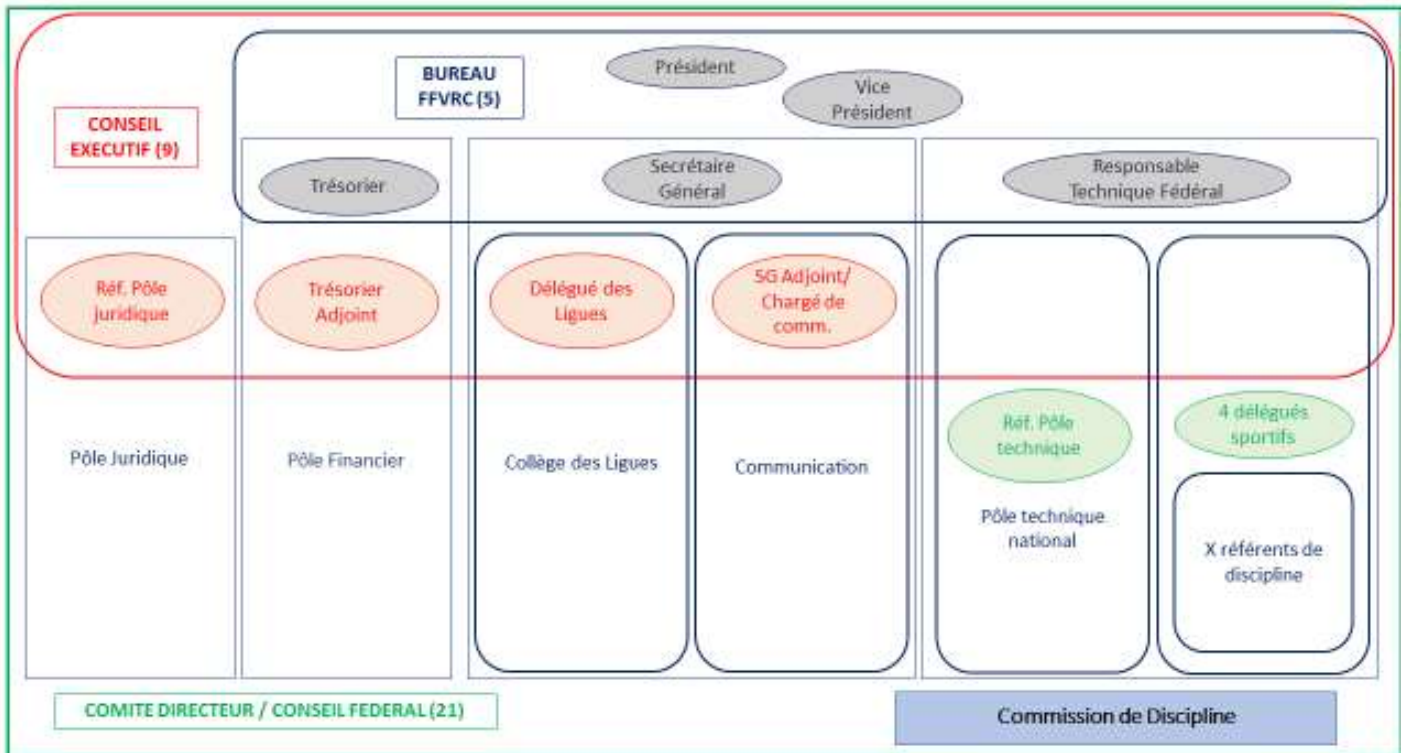 Président
BUREAU
FFVRC (5)
Vice
Président
CONSEIL
EXECUTIF (9)
Trésorier
Secrétaire
Général
Responsable
Technique Fédéral
Réf. Pôle
juridique
Trésorier
Adjoint
Délégué des
Ligues
SG Adjoint/
Chargé de
comm.
Réf. Pôle
technique
4 délégués
sportifs
Pôle Juridique
Pôle Financier
Collège des Ligues
Communication
Pôle technique
national
X référents de
discipline
COMITE DIRECTEUR / CONSEIL FEDERAL (21)
Commission de Discipline